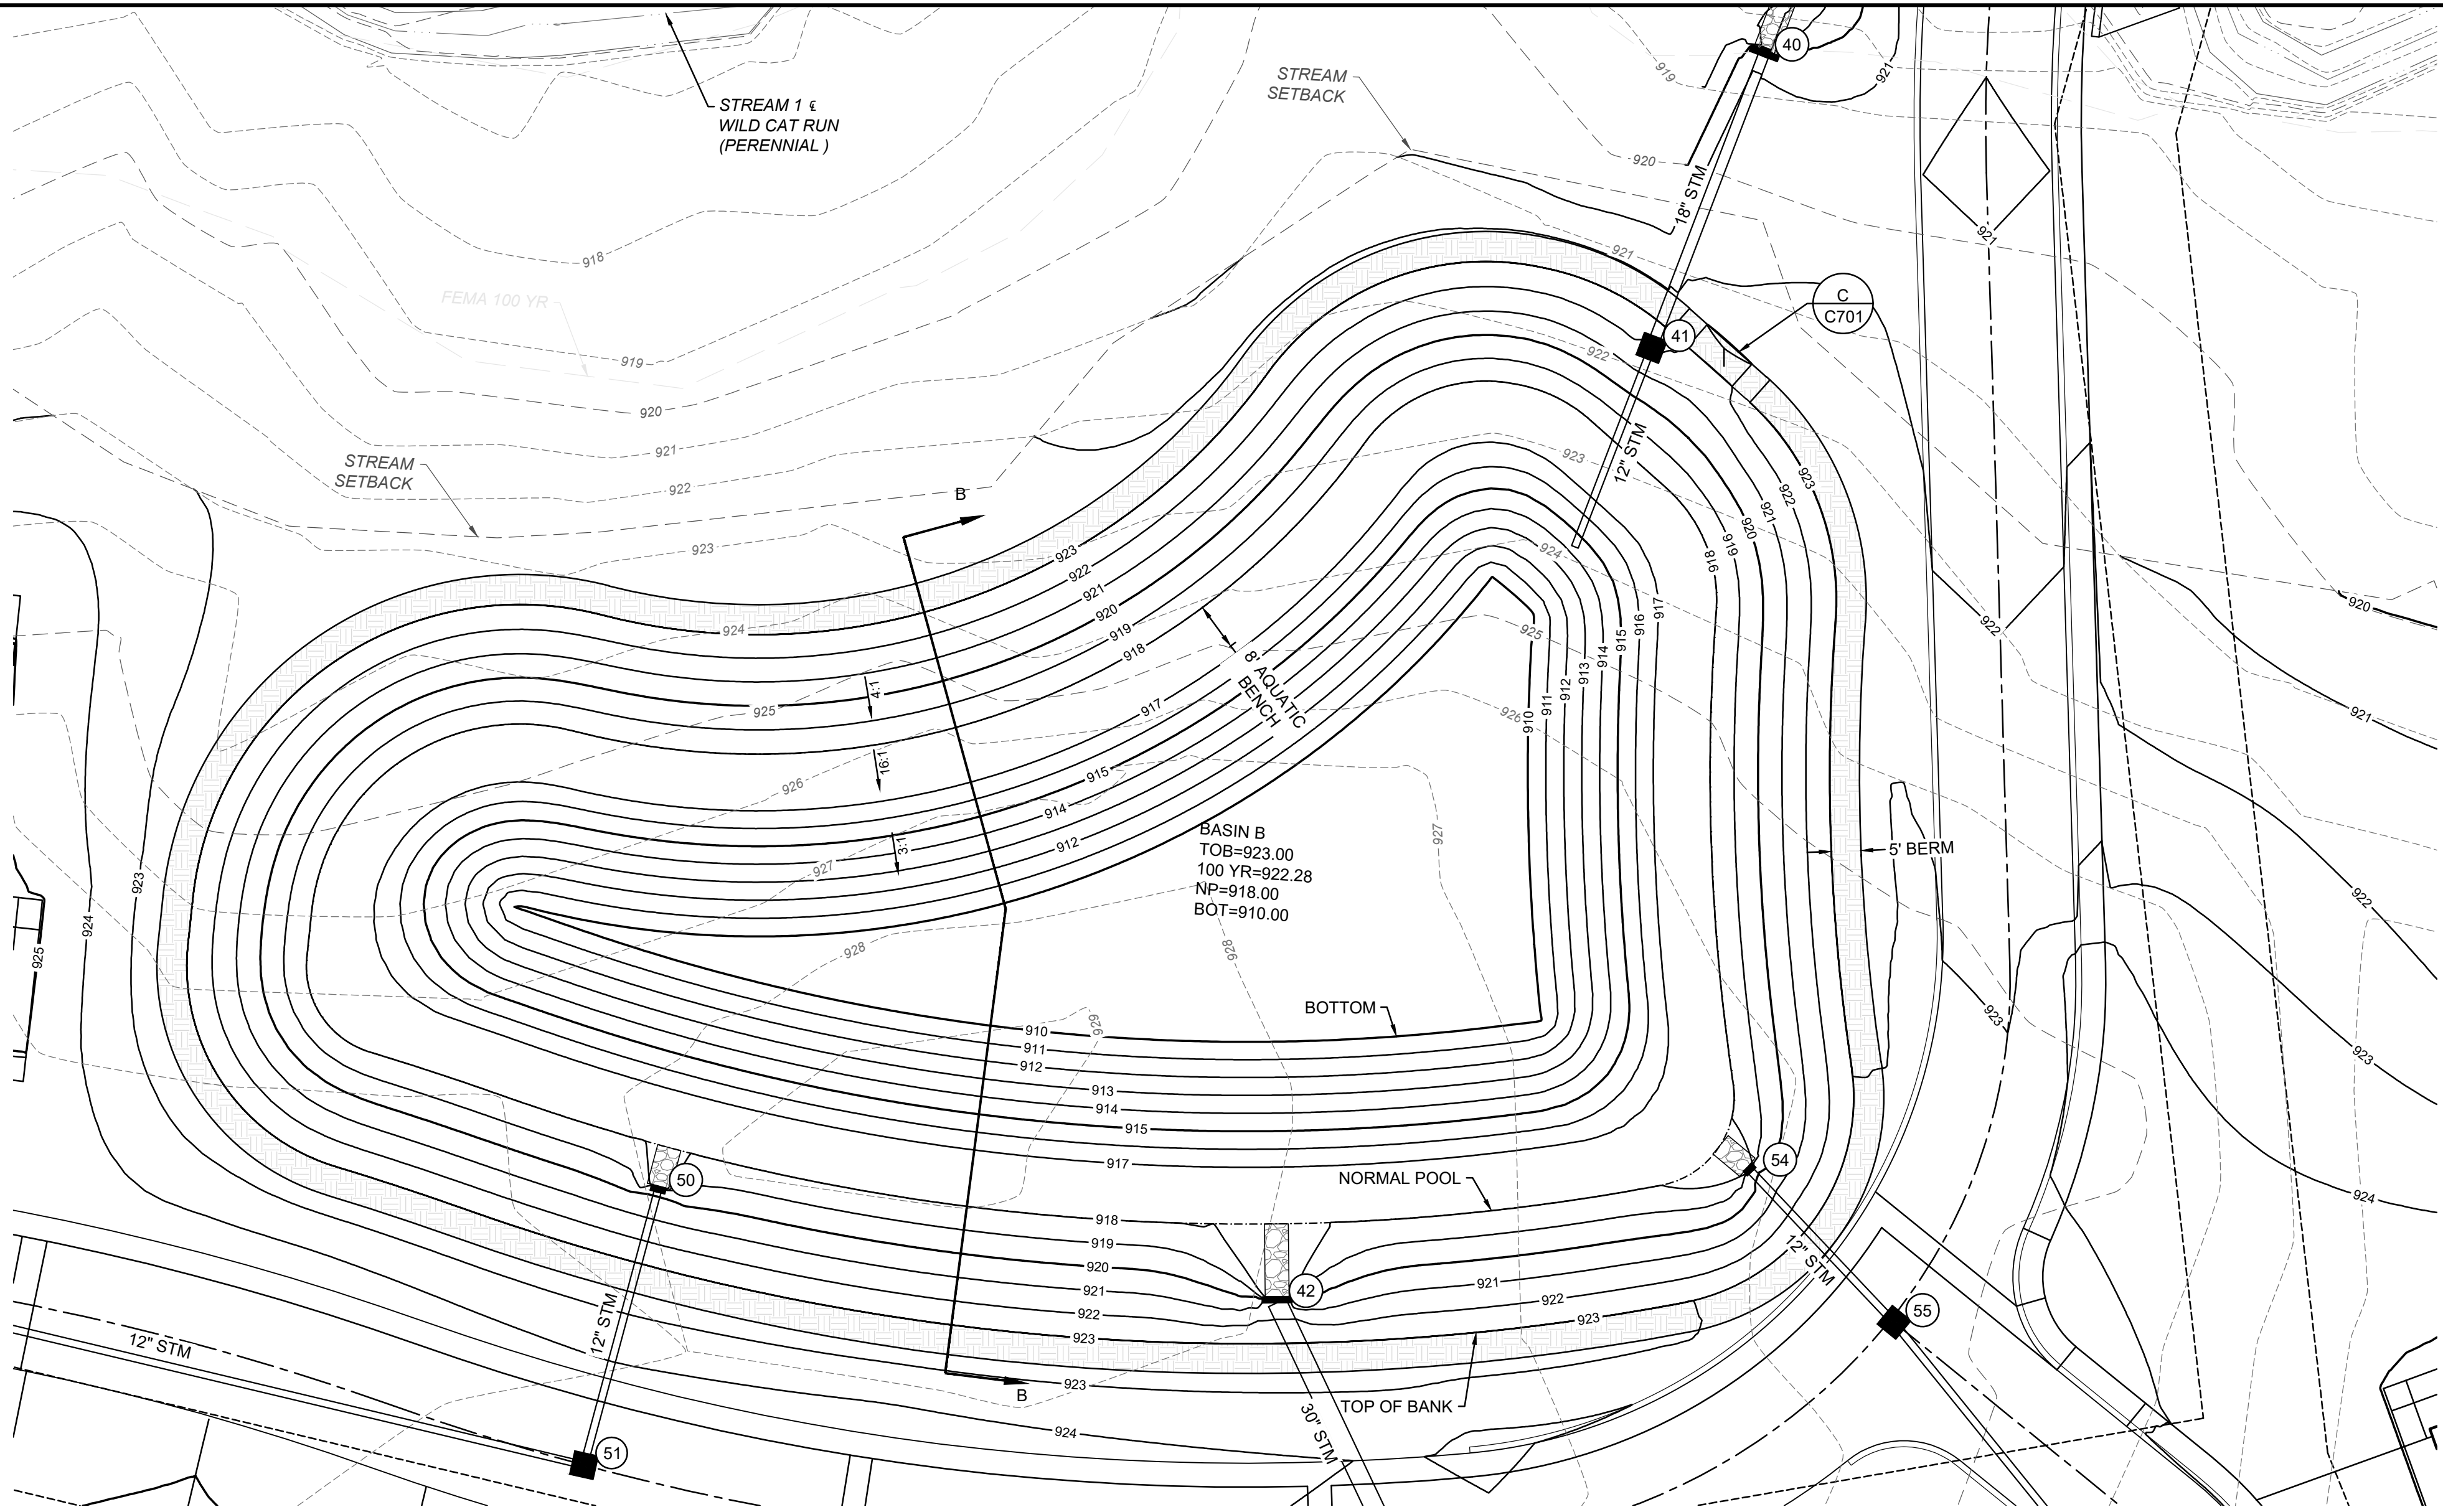 40
919
921
STREAM
SETBACK
STREAM 1 ℄
WILD CAT RUN
(PERENNIAL )
920
18" STM
921
918
921
FEMA 100 YR
C
C701
41
922
919
920
921
STREAM
SETBACK
922
923
12" STM
B
923
922
921
920
919
918
923
924
923
922
921
920
919
918
917
916
915
914
913
912
911
910
920
922
924
925
8' AQUATIC
BENCH
4:1
925
917
926
921
16:1
926
915
914
912
3:1
927
927
BASIN B
TOB=923.00
100 YR=922.28
NP=918.00
BOT=910.00
5' BERM
923
924
925
922
928
928
BOTTOM
929
923
910
911
912
913
914
915
917
923
54
50
NORMAL POOL
924
918
919
920
921
922
923
42
921
922
923
12" STM
55
12" STM
12" STM
923
B
TOP OF BANK
30" STM
924
51